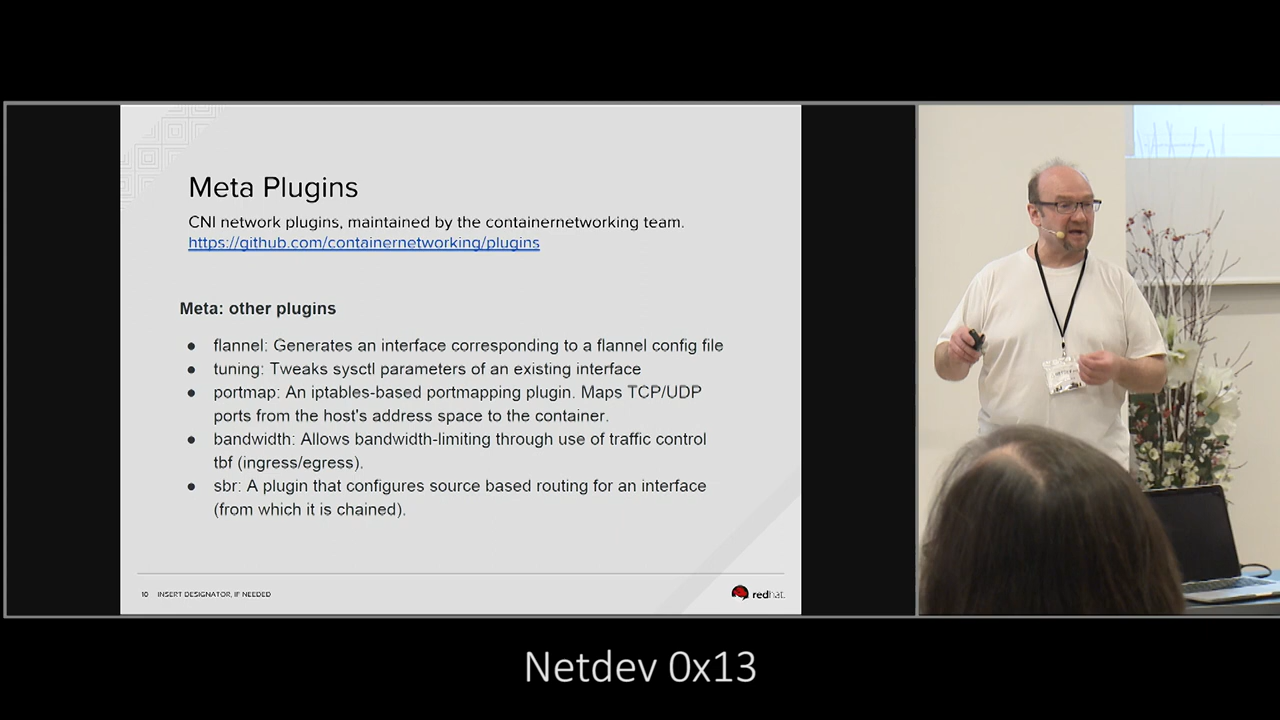 Meta Plugins
CNI network plugins, maintained by the containernetworking team.
https://github.com/containernetworking/plugins
Meta: other plugins
● flannel: Generates an interface corresponding to a flannel config file
● tuning: Tweaks sysctl parameters of an existing interface
● portmap: An iptables-based portmapping plugin. Maps TCP/UDP
ports from the host's address space to the container.
● bandwidth: Allows bandwidth-limiting through use of traffic control
tbf (ingress/egress).
● sbr: A plugin that configures source based routing for an interface
(from which it is chained).
10 INSERT DESIGNATOR, IF NEEDED
redhat.
Netdev 0x13